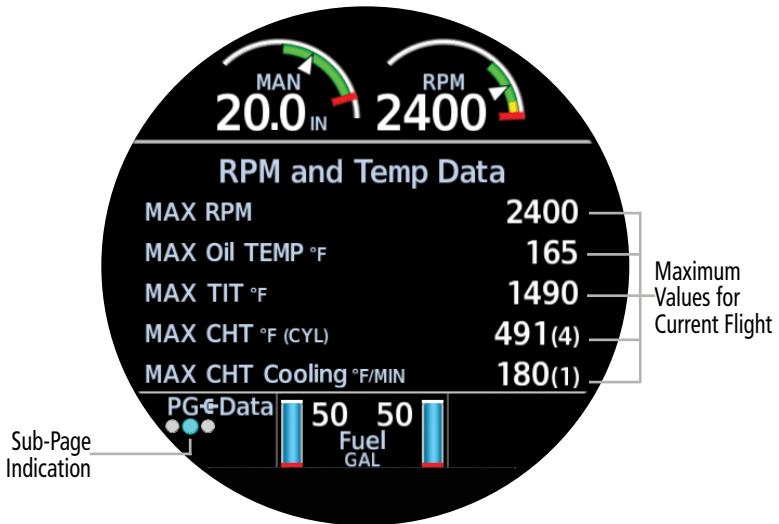 MAN
20.0 IN
RPM
2400
RPM and Temp Data
MAX RPM 2400
MAX Oil TEMP °F 165
MAX TIT °F 1490
MAX CHT °F (CYL) 491(4)
MAX CHT Cooling °F/MIN 180(1)
Maximum
Values for
Current Flight
PG Data
50 50
Fuel
GAL
Sub-Page
Indication